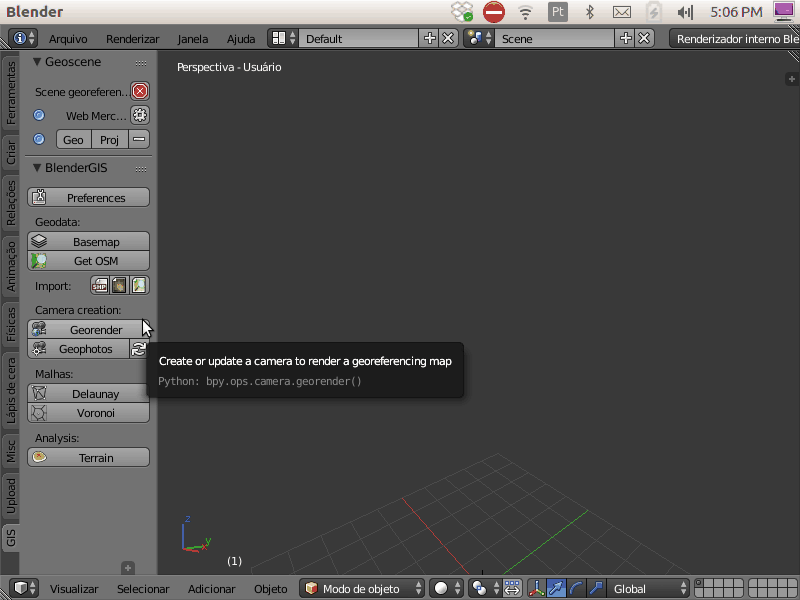 Blender
Pt
5:06 PM
Arquivo Renderizar Janela Ajuda Default Scene Renderizador interno Ble
Geoscene
Perspectiva - Usuário
Scene georeferen...
Web Merc...
Geo Proj
BlenderGIS
Preferences
Geodata:
Basemap
Get OSM
Import: SHP
Camera creation:
Georender
Geophotos
Create or update a camera to render a georeferencing map
Python: bpy.ops.camera.georender()
Malhas:
Delaunay
Voronoi
Analysis:
Terrain
Ferramentas
Criar
Relações
Animação
Físicas
Lápis de cera
Misc
Upload
GIS
z
y
x
(1)
Visualizar Selecionar Adicionar Objeto Modo de objeto Global